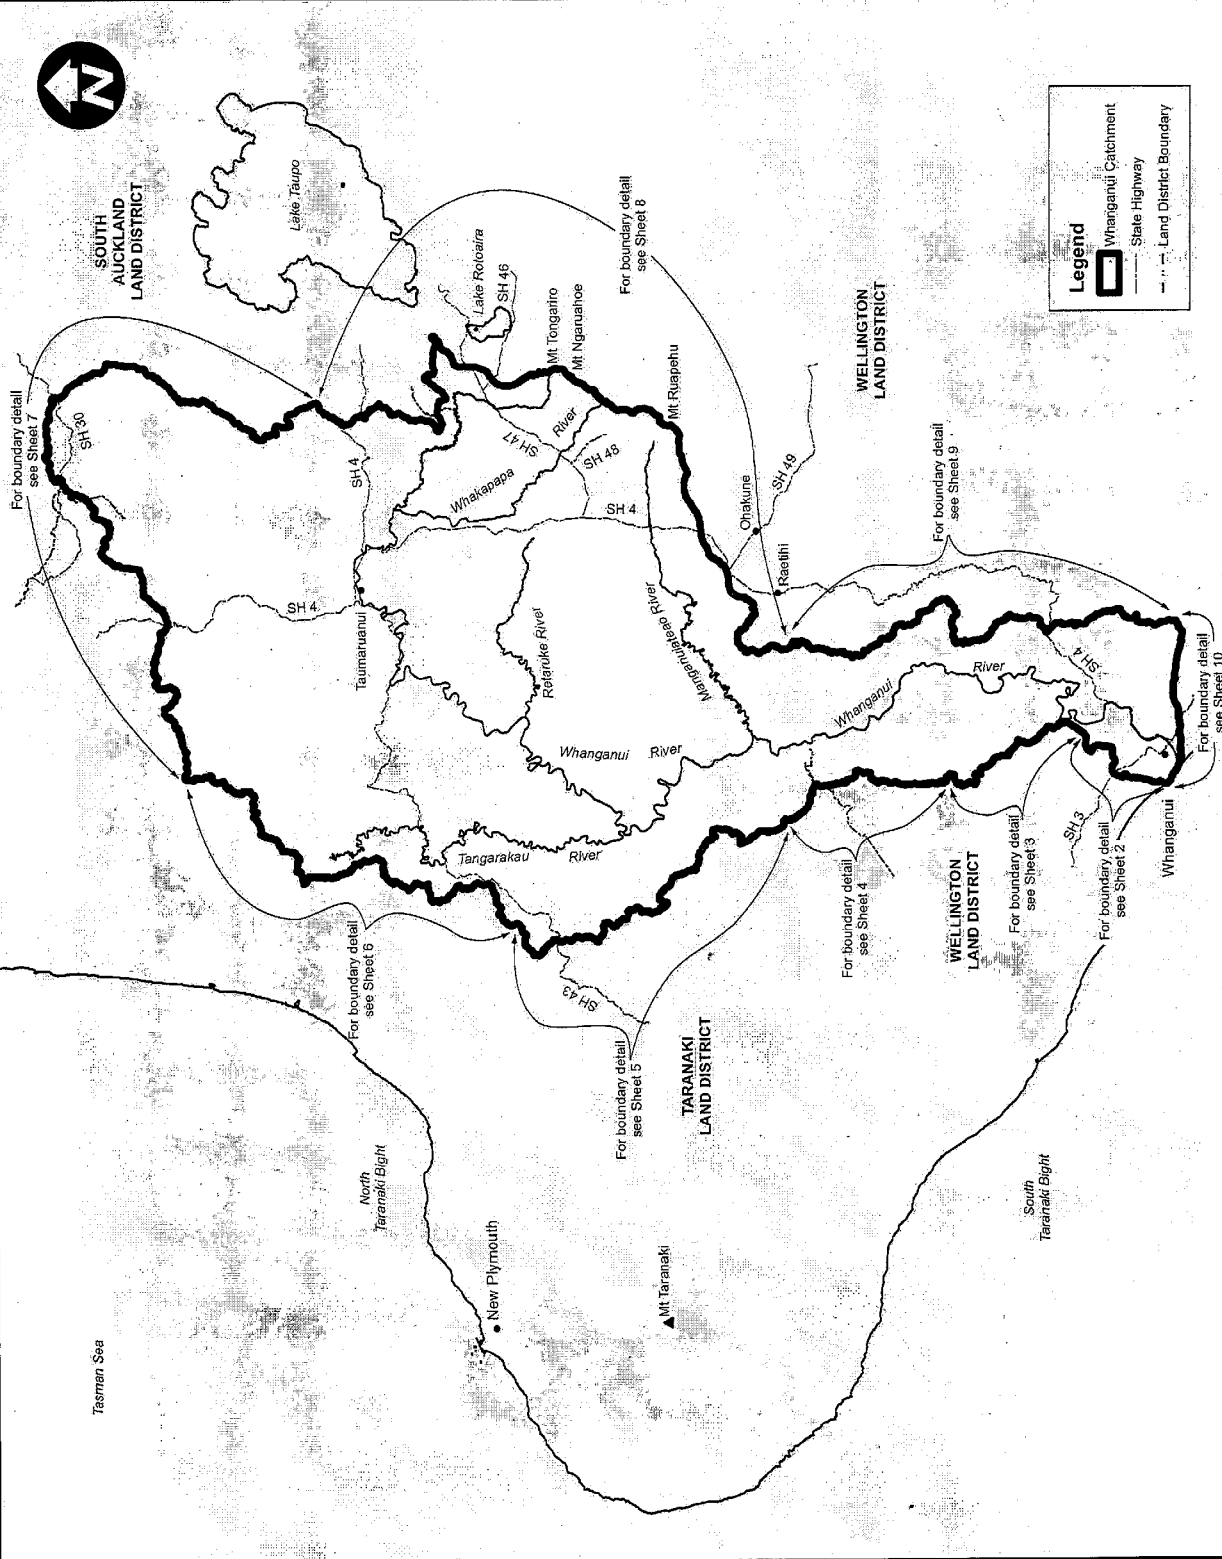 N
SOUTH
AUCKLAND
LAND DISTRICT
Lake Taupo
For boundary detail
see Sheet 7
SH 30
For boundary detail
see Sheet 8
Lake Rotoaira
SH 46
Mt Tongariro
Mt Ngaruahoe
Mt Ruapehu
SH 4
SH 47
SH 48
Whakapapa
River
SH 4
SH 4
Taumaruanui
Retaruke River
Manganuiateao River
Ohakune
SH 49
Raetihi
WELLINGTON
LAND DISTRICT
For boundary detail
see Sheet 9
Legend
Whanganui Catchment
State Highway
Land District Boundary
Whanganui
River
Whanganui
River
SH 4
Tangarakau
River
For boundary detail
see Sheet 10
Whanganui
SH 3
For boundary detail
see Sheet 2
For boundary detail
see Sheet 3
WELLINGTON
LAND DISTRICT
For boundary detail
see Sheet 4
For boundary detail
see Sheet 6
SH 43
For boundary detail
see Sheet 5
TARANAKI
LAND DISTRICT
North
Taranaki Bight
South
Taranaki Bight
New Plymouth
Mt Taranaki
Tasman Sea